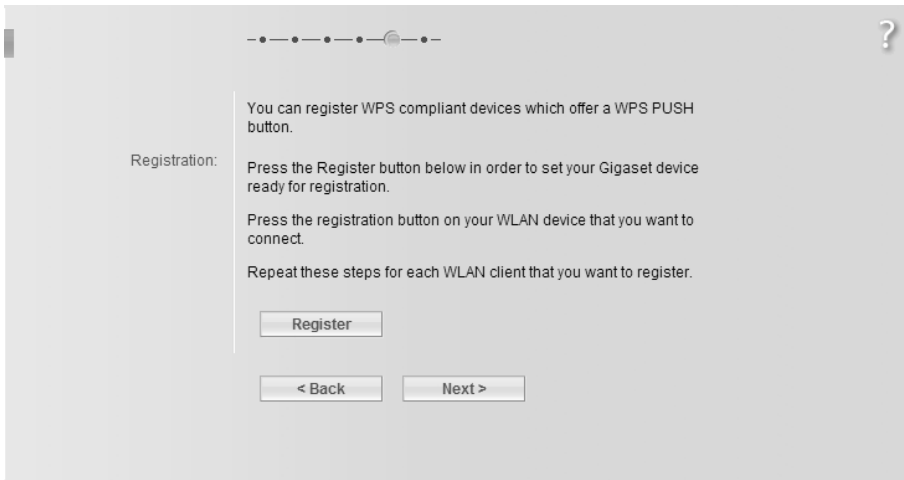 ?
You can register WPS compliant devices which offer a WPS PUSH
button.
Registration:
Press the Register button below in order to set your Gigaset device
ready for registration.
Press the registration button on your WLAN device that you want to
connect.
Repeat these steps for each WLAN client that you want to register.
Register
< Back
Next >